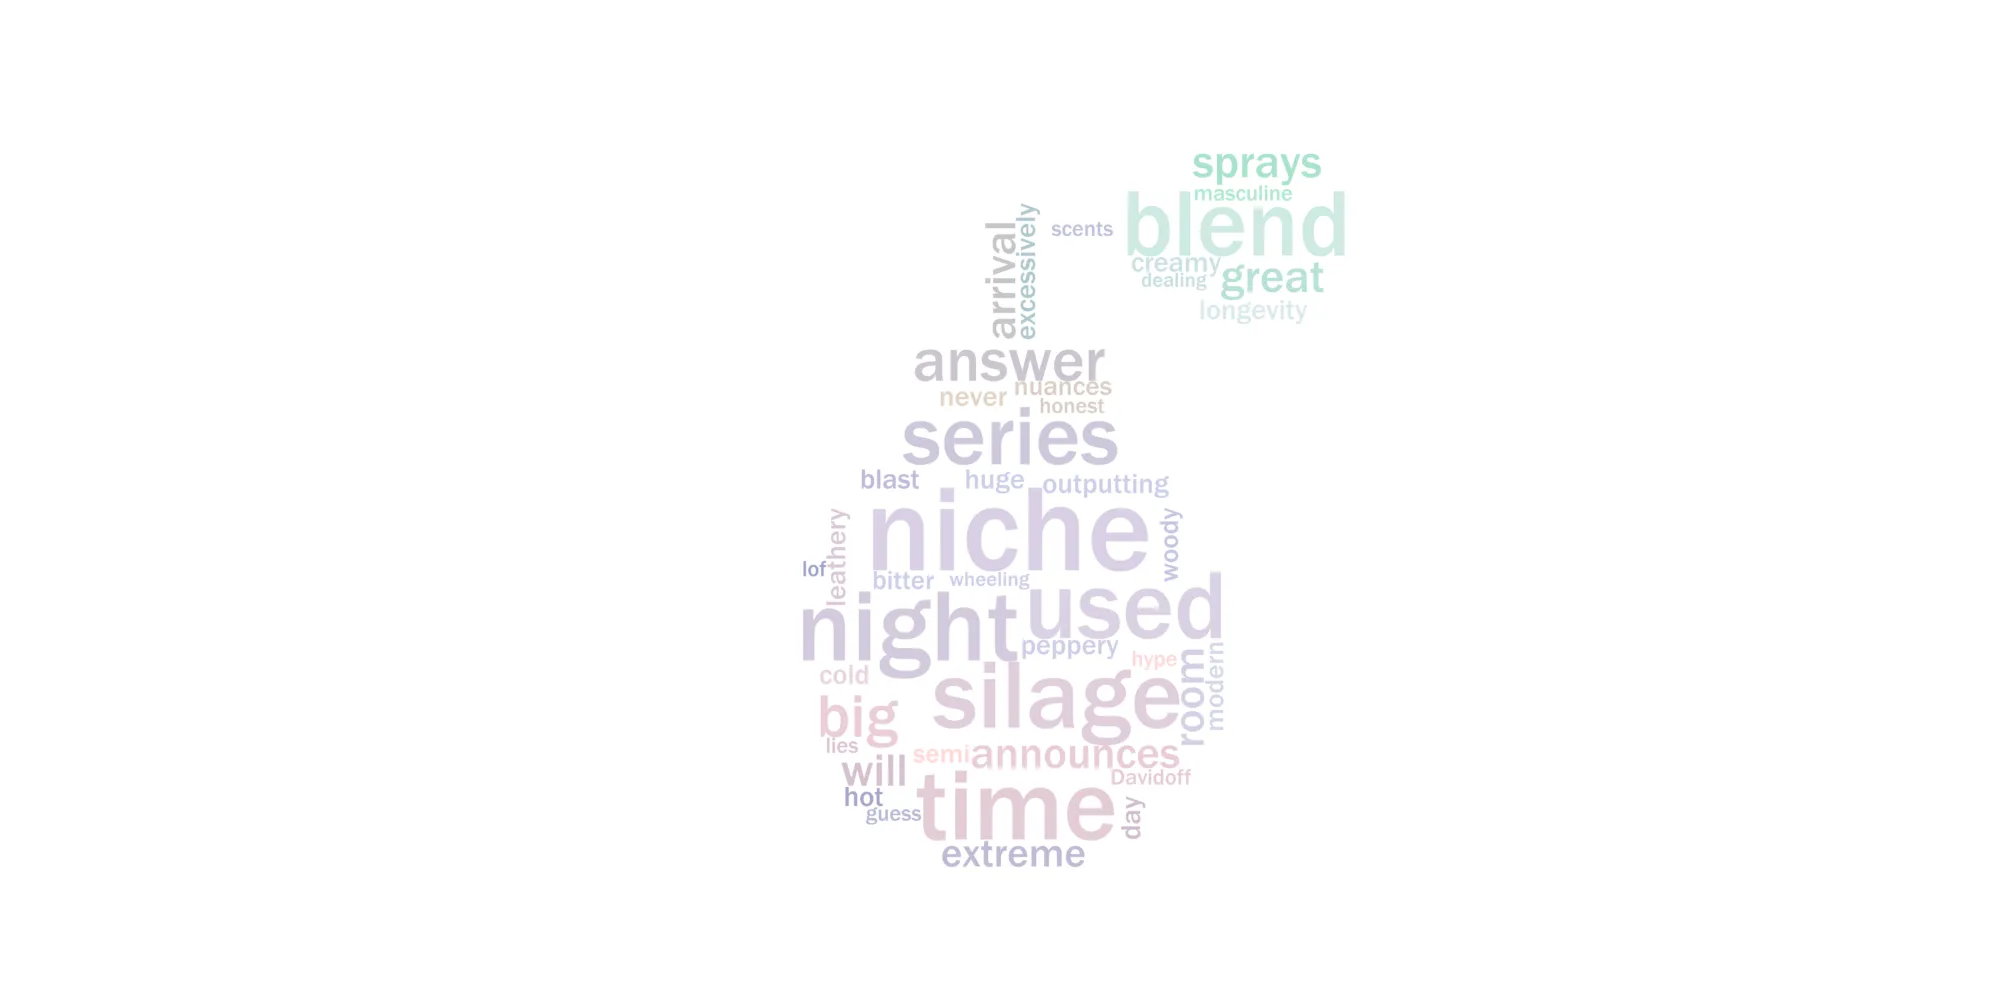 sprays
masculine
blend
scents
creamy
dealing
great
longevity
arrival
excessively
answer
nuances
never
honest
series
blast
huge
outputting
niche
leathery
woody
lof
bitter
wheeling
used
night
peppery
hype
cold
silage
room
modern
big
lies
semi
announces
will
Davidoff
hot
guess
time
day
extreme